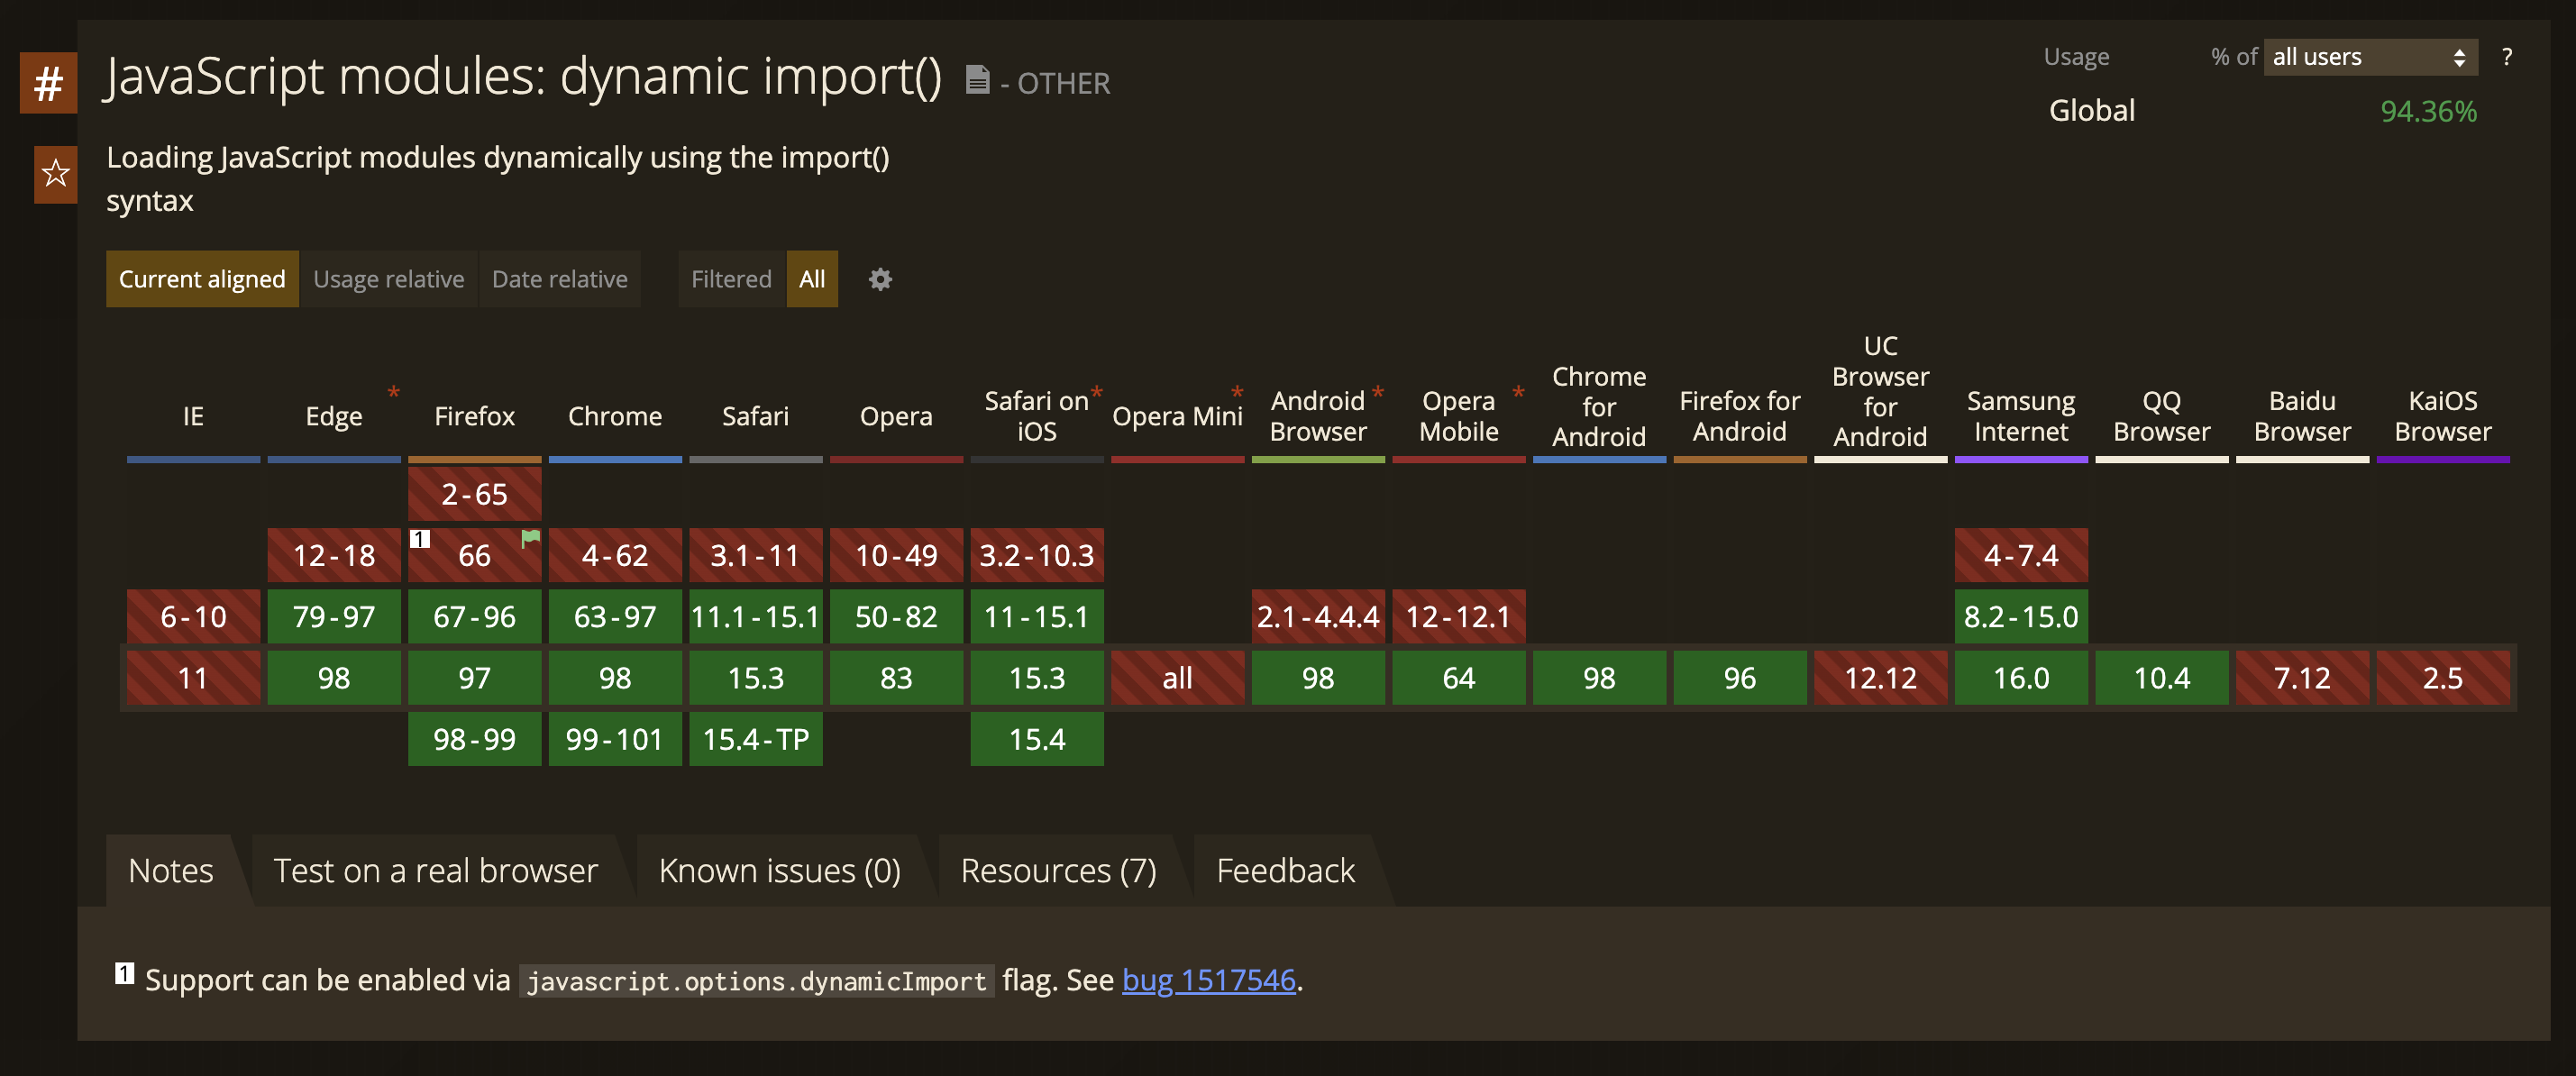 #
JavaScript modules: dynamic import() - OTHER
Usage % of all users ?
Global 94.36%
☆
Loading JavaScript modules dynamically using the import()
syntax
Current aligned Usage relative Date relative Filtered All
IE
Edge *
Firefox
Chrome
Safari
Opera
Safari on *
iOS
Opera Mini *
Android *
Browser
Opera *
Mobile
Chrome
for
Android
Firefox for
Android
UC
Browser
for
Android
Samsung
Internet
QQ
Browser
Baidu
Browser
KaiOS
Browser
2-65
12-18 1 66 4-62 3.1-11 10-49 3.2-10.3 4-7.4
6-10 79-97 67-96 63-97 11.1-15.1 50-82 11-15.1 2.1-4.4.4 12-12.1 8.2-15.0
11 98 97 98 15.3 83 15.3 all 98 64 98 96 12.12 16.0 10.4 7.12 2.5
98-99 99-101 15.4-TP 15.4
Notes Test on a real browser Known issues (0) Resources (7) Feedback
1 Support can be enabled via javascript.options.dynamicImport flag. See bug 1517546.